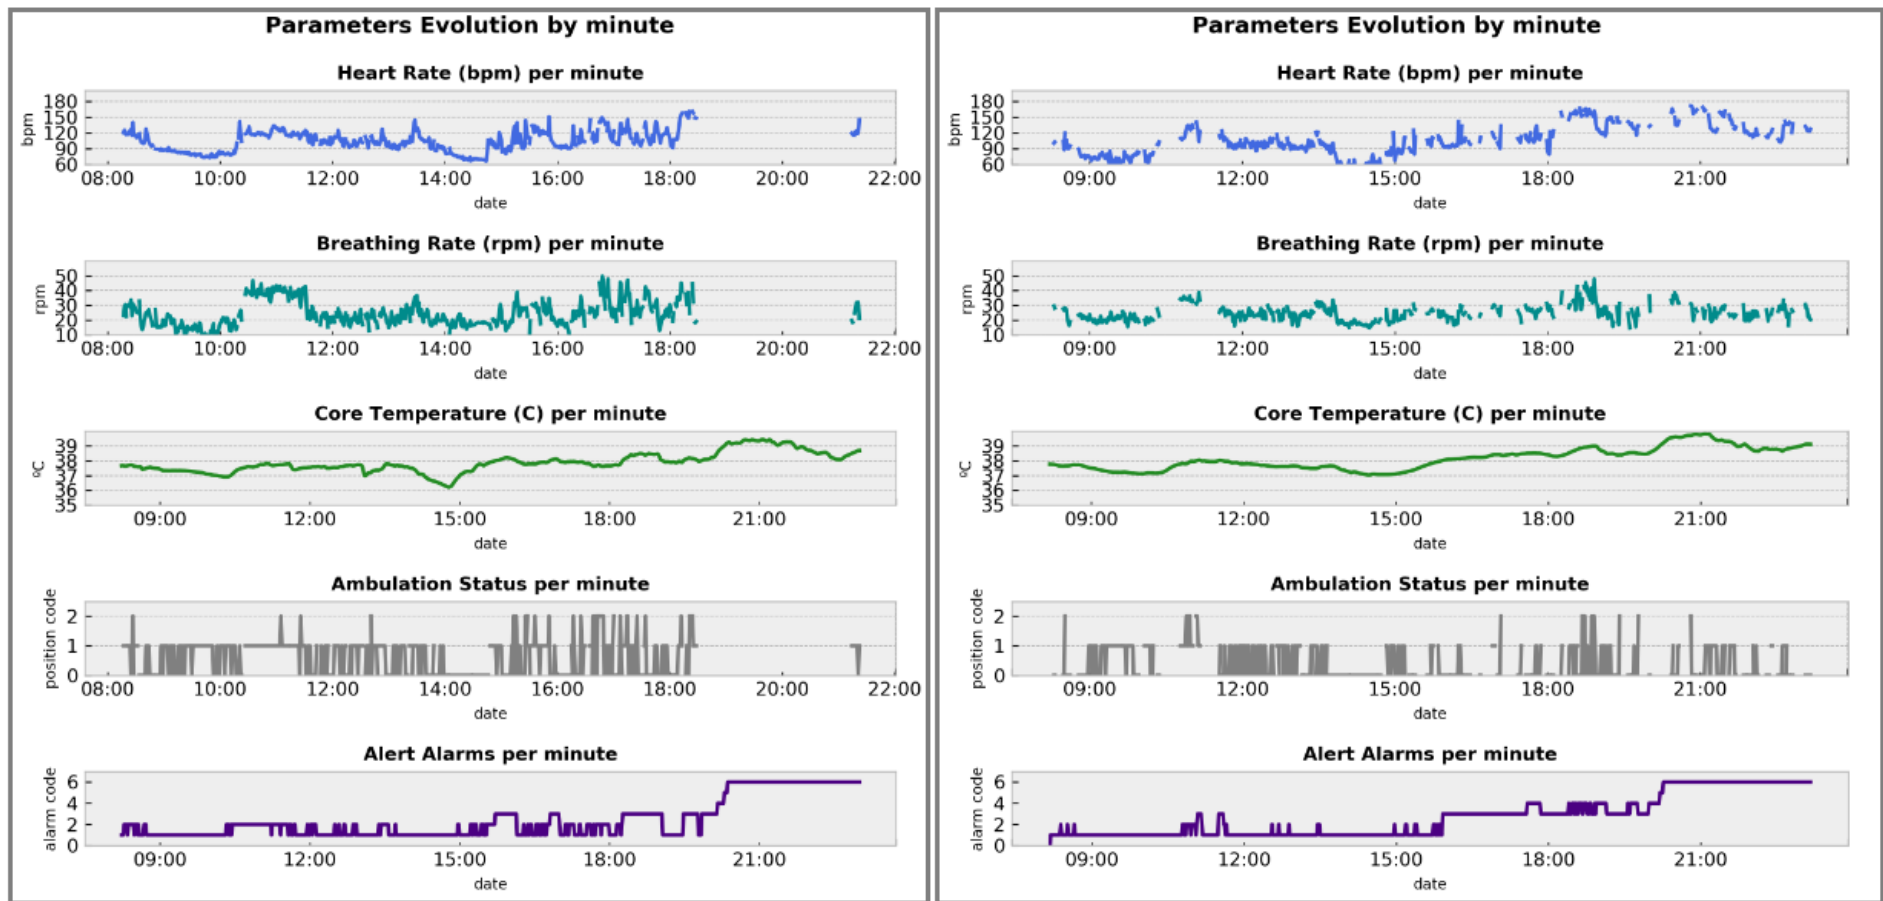 Parameters Evolution by minute
Heart Rate (bpm) per minute
bpm
180
150
120
90
60
08:00 10:00 12:00 14:00 16:00 18:00 20:00 22:00
date
Breathing Rate (rpm) per minute
rpm
50
40
30
20
10
08:00 10:00 12:00 14:00 16:00 18:00 20:00 22:00
date
Core Temperature (C) per minute
ºC
39
38
37
36
35
09:00 12:00 15:00 18:00 21:00
date
Ambulation Status per minute
position code
2
1
0
08:00 10:00 12:00 14:00 16:00 18:00 20:00 22:00
date
Alert Alarms per minute
alarm code
6
4
2
0
09:00 12:00 15:00 18:00 21:00
date
Parameters Evolution by minute
Heart Rate (bpm) per minute
bpm
180
150
120
90
60
09:00 12:00 15:00 18:00 21:00
date
Breathing Rate (rpm) per minute
rpm
50
40
30
20
10
09:00 12:00 15:00 18:00 21:00
date
Core Temperature (C) per minute
ºC
39
38
37
36
35
09:00 12:00 15:00 18:00 21:00
date
Ambulation Status per minute
position code
2
1
0
09:00 12:00 15:00 18:00 21:00
date
Alert Alarms per minute
alarm code
6
4
2
0
09:00 12:00 15:00 18:00 21:00
date